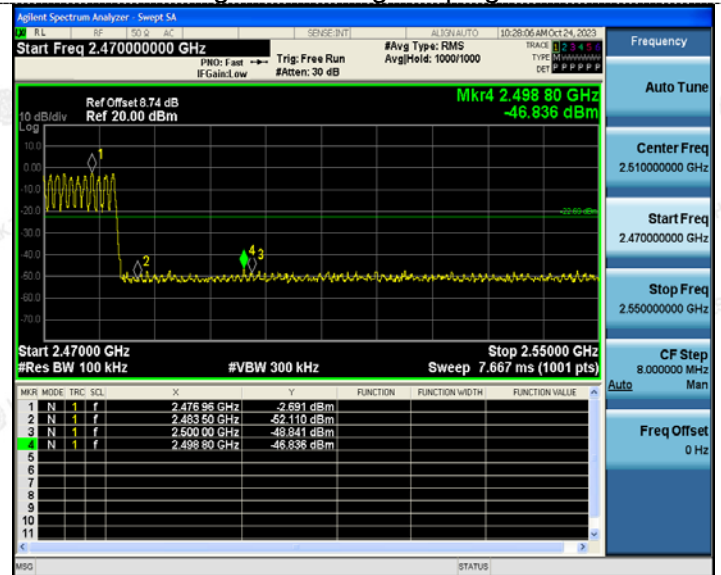 Agilent Spectrum Analyzer - Swept SA
RL RF 50 Ω AC SENSE:INT ALIGN AUTO 10:28:06 AM Oct 24, 2023
Start Freq 2.470000000 GHz
PNO: Fast
IFGain:Low
Trig: Free Run
#Atten: 30 dB
#Avg Type: RMS
Avg|Hold: 1000/1000
TRACE 1 2 3 4 5 6
TYPE M
DET P P P P P P
Ref Offset 8.74 dB
10 dB/div Ref 20.00 dBm
Log
Mkr4 2.498 80 GHz
-46.836 dBm
10.0
0.00
-10.0
-20.0
-30.0
-40.0
-50.0
-60.0
-70.0
1
2
4
3
-22.60 dBm
Start 2.47000 GHz Stop 2.55000 GHz
#Res BW 100 kHz #VBW 300 kHz Sweep 7.667 ms (1001 pts)
MKR MODE TRC SCL X Y FUNCTION FUNCTION WIDTH FUNCTION VALUE
1 N 1 f 2.476 96 GHz -2.691 dBm
2 N 1 f 2.483 50 GHz -52.110 dBm
3 N 1 f 2.500 00 GHz -48.841 dBm
4 N 1 f 2.498 80 GHz -46.836 dBm
5
6
7
8
9
10
11
MSG STATUS
Frequency
Auto Tune
Center Freq
2.510000000 GHz
Start Freq
2.470000000 GHz
Stop Freq
2.550000000 GHz
CF Step
8.000000 MHz
Auto Man
Freq Offset
0 Hz